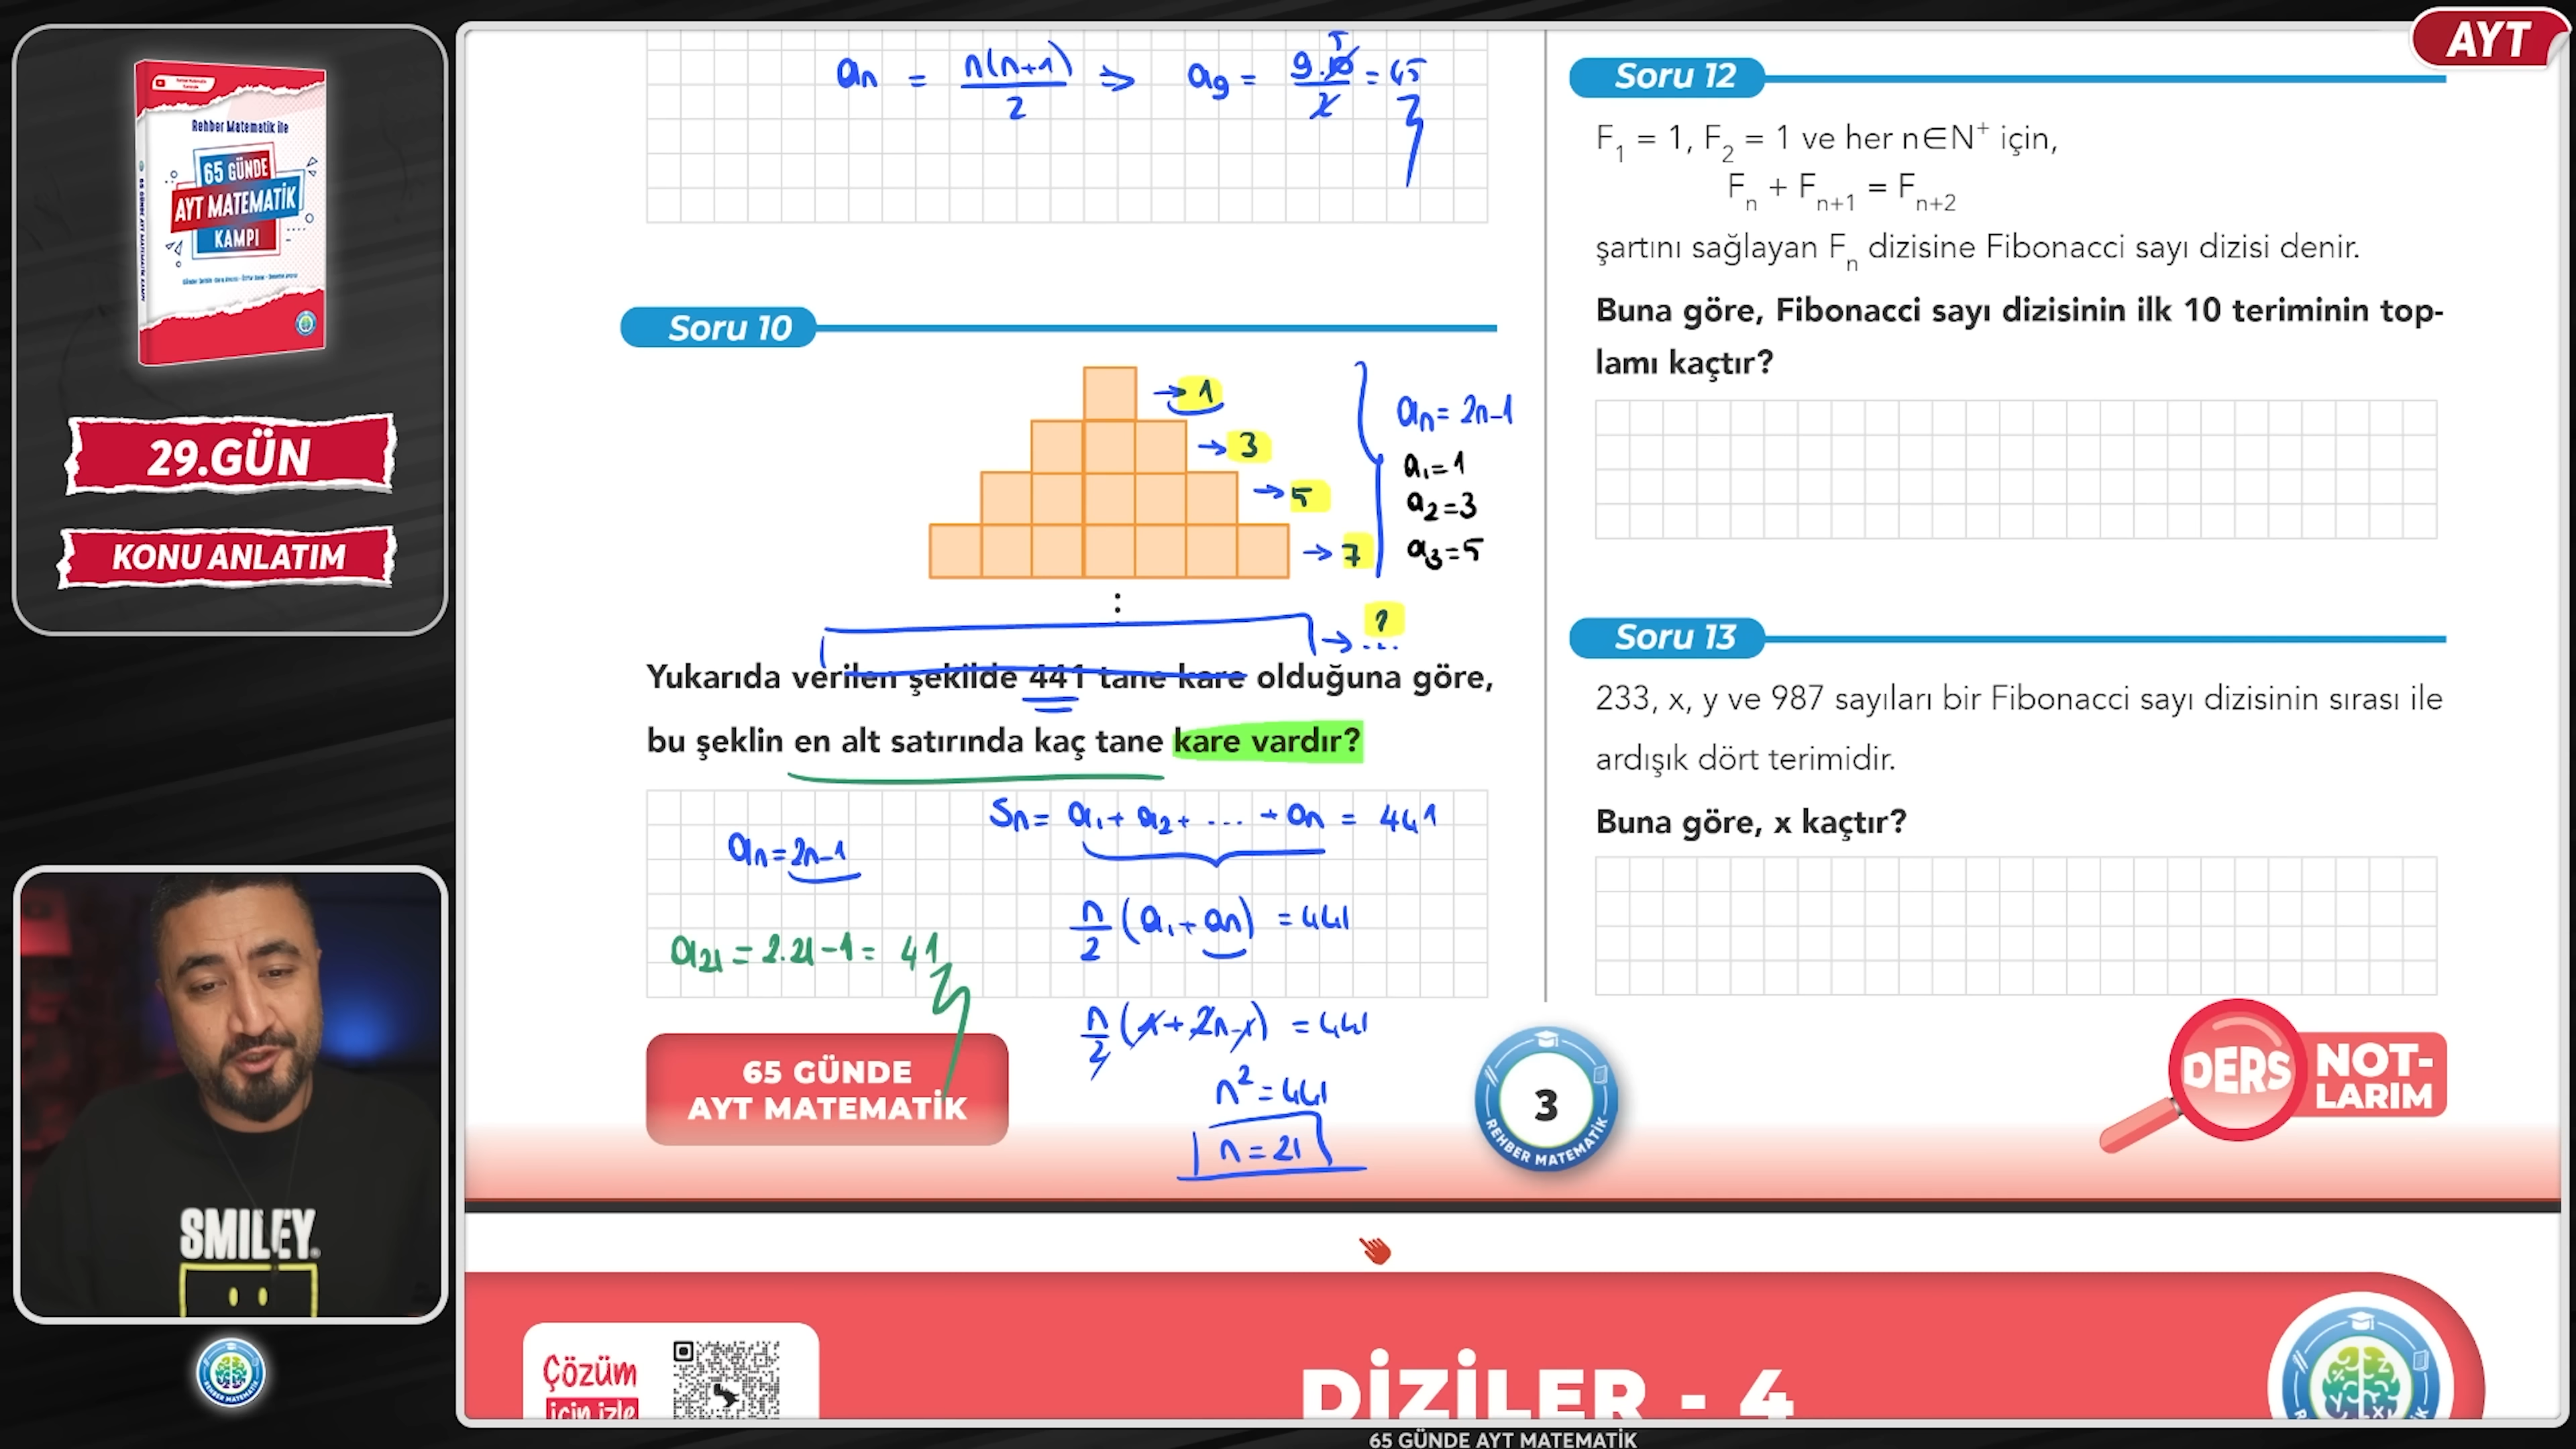 Rehber Matematik ile
65 GÜNDE
AYT MATEMATİK
KAMPI
29.GÜN
KONU ANLATIM
SMILEY
AYT
an = n(n+1)/2 ⇒ a9 = 9.10/2 = 45
5
Soru 10
→ 1
→ 3
→ 5
→ 7
:
→ ?
...
an = 2n-1
a1 = 1
a2 = 3
a3 = 5
Yukarıda verilen şekilde 441 tane kare olduğuna göre,
bu şeklin en alt satırında kaç tane kare vardır?
Sn = a1 + a2 + ... + an = 441
an = 2n-1
n/2 (a1 + an) = 441
a21 = 2.21 - 1 = 41
n/2 (1 + 2n - 1) = 441
n² = 441
n = 21
65 GÜNDE
AYT MATEMATİK
3
REHBER MATEMATİK
Soru 12
F1 = 1, F2 = 1 ve her n∈N+ için,
Fn + Fn+1 = Fn+2
şartını sağlayan Fn dizisine Fibonacci sayı dizisi denir.
Buna göre, Fibonacci sayı dizisinin ilk 10 teriminin top-
lamı kaçtır?
Soru 13
233, x, y ve 987 sayıları bir Fibonacci sayı dizisinin sırası ile
ardışık dört terimidir.
Buna göre, x kaçtır?
DERS NOT-
LARIM
Çözüm
için izle
DİZİLER - 4
65 GÜNDE AYT MATEMATİK